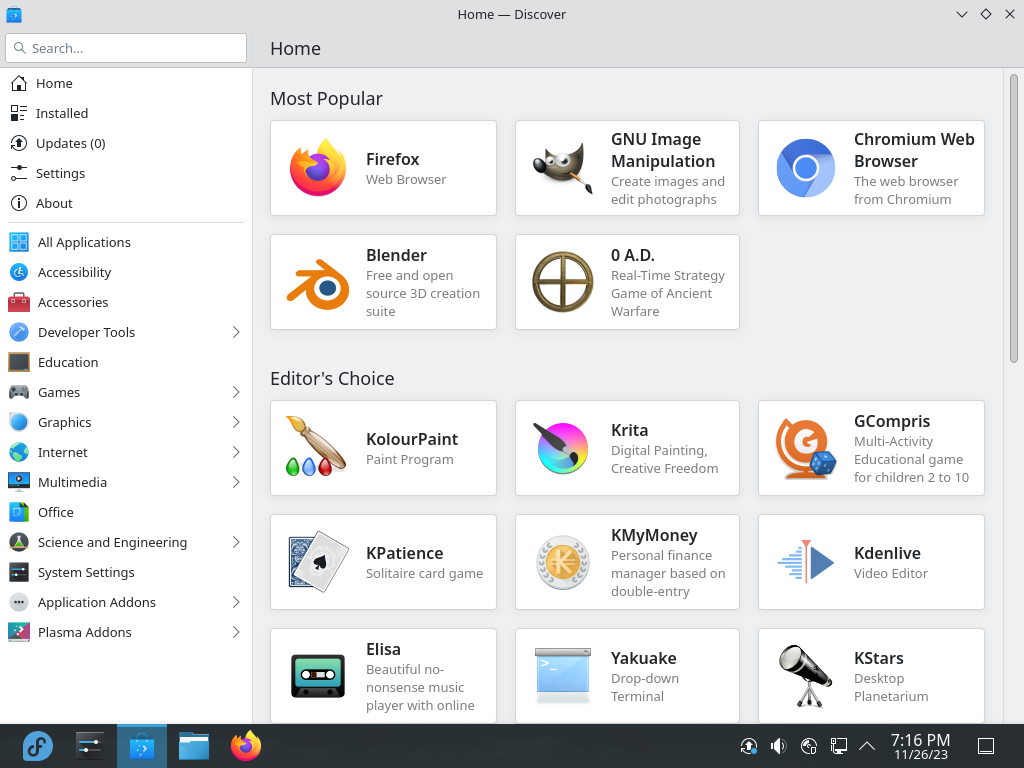 Home — Discover
Search...
Home
Home
Installed
Updates (0)
Settings
About
All Applications
Accessibility
Accessories
Developer Tools
Education
Games
Graphics
Internet
Multimedia
Office
Science and Engineering
System Settings
Application Addons
Plasma Addons
Most Popular
Firefox
Web Browser
GNU Image
Manipulation
Create images and
edit photographs
Chromium Web
Browser
The web browser
from Chromium
Blender
Free and open
source 3D creation
suite
0 A.D.
Real-Time Strategy
Game of Ancient
Warfare
Editor's Choice
KolourPaint
Paint Program
Krita
Digital Painting,
Creative Freedom
GCompris
Multi-Activity
Educational game
for children 2 to 10
KPatience
Solitaire card game
KMyMoney
Personal finance
manager based on
double-entry
Kdenlive
Video Editor
Elisa
Beautiful no-
nonsense music
player with online
Yakuake
Drop-down
Terminal
KStars
Desktop
Planetarium
7:16 PM
11/26/23